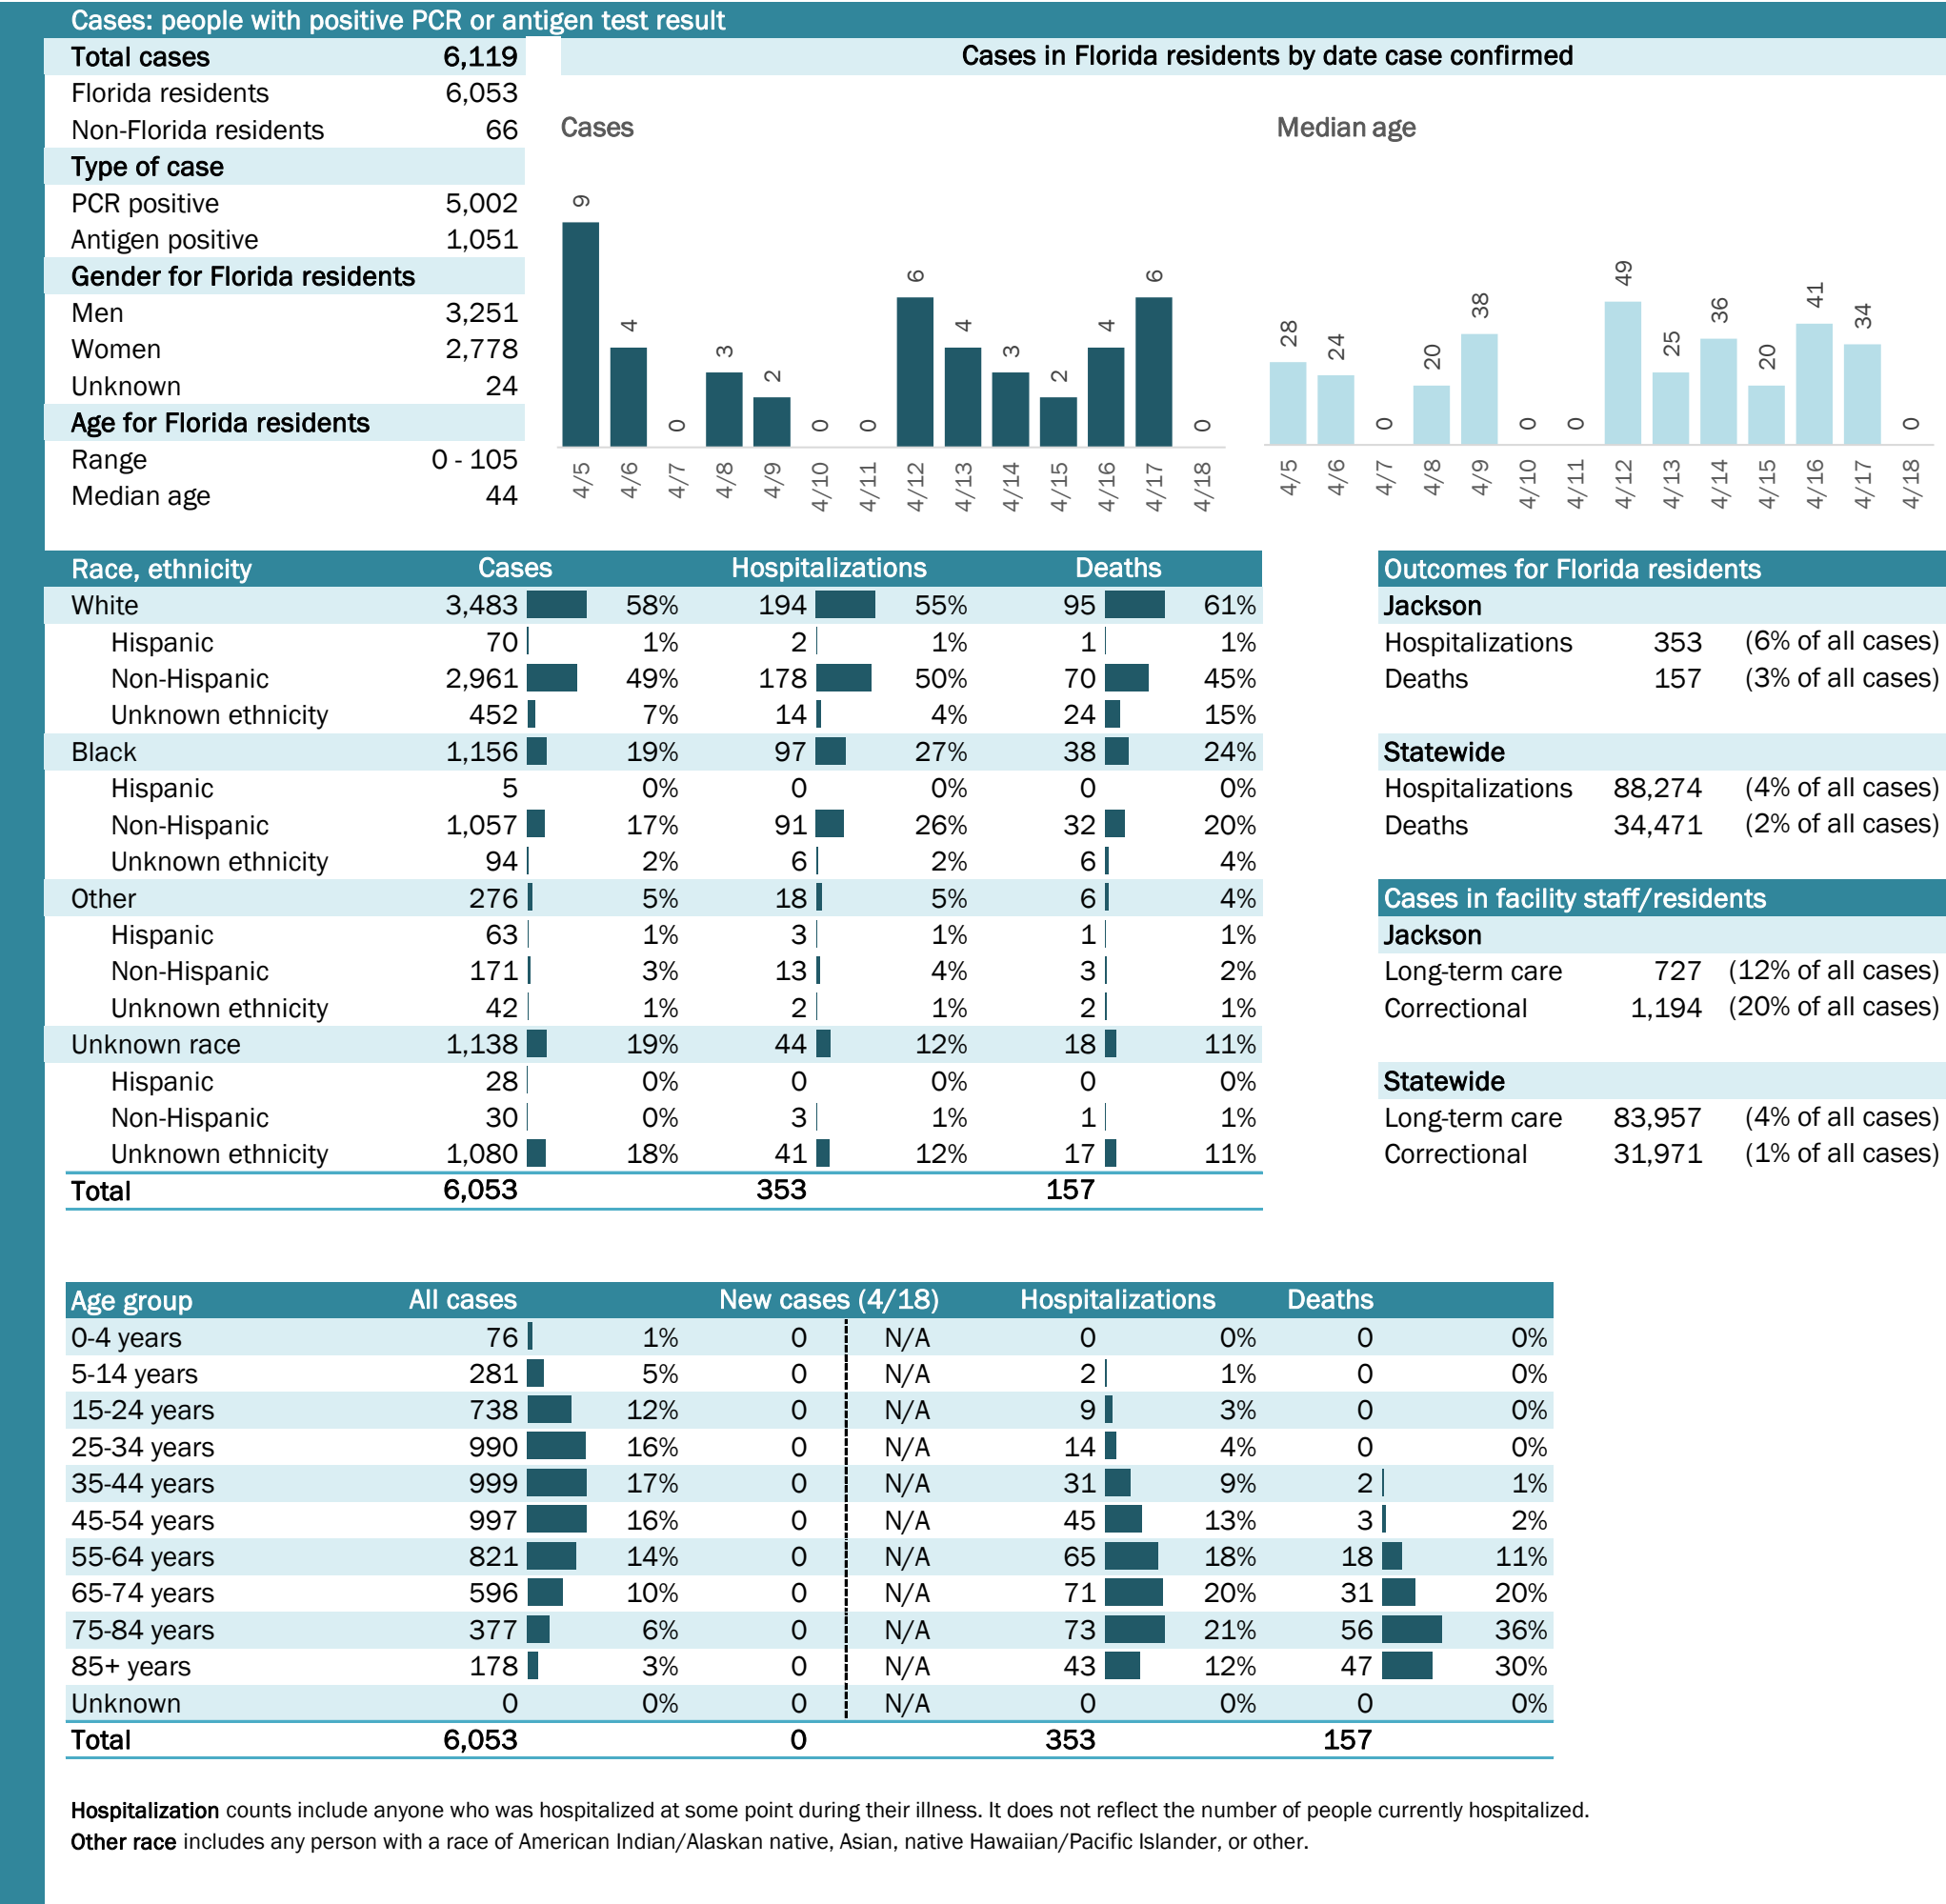 Cases: people with positive PCR or antigen test result
Total cases 6,119
Florida residents 6,053
Non-Florida residents 66
Type of case
PCR positive 5,002
Antigen positive 1,051
Gender for Florida residents
Men 3,251
Women 2,778
Unknown 24
Age for Florida residents
Range 0 - 105
Median age 44
Cases in Florida residents by date case confirmed
Cases
9 4 0 3 2 0 0 6 4 3 2 4 6 0
4/5 4/6 4/7 4/8 4/9 4/10 4/11 4/12 4/13 4/14 4/15 4/16 4/17 4/18
Median age
28 24 0 20 38 0 0 49 25 36 20 41 34 0
4/5 4/6 4/7 4/8 4/9 4/10 4/11 4/12 4/13 4/14 4/15 4/16 4/17 4/18
Race, ethnicity Cases Hospitalizations Deaths
White 3,483 58% 194 55% 95 61%
Hispanic 70 1% 2 1% 1 1%
Non-Hispanic 2,961 49% 178 50% 70 45%
Unknown ethnicity 452 7% 14 4% 24 15%
Black 1,156 19% 97 27% 38 24%
Hispanic 5 0% 0 0% 0 0%
Non-Hispanic 1,057 17% 91 26% 32 20%
Unknown ethnicity 94 2% 6 2% 6 4%
Other 276 5% 18 5% 6 4%
Hispanic 63 1% 3 1% 1 1%
Non-Hispanic 171 3% 13 4% 3 2%
Unknown ethnicity 42 1% 2 1% 2 1%
Unknown race 1,138 19% 44 12% 18 11%
Hispanic 28 0% 0 0% 0 0%
Non-Hispanic 30 0% 3 1% 1 1%
Unknown ethnicity 1,080 18% 41 12% 17 11%
Total 6,053 353 157
Outcomes for Florida residents
Jackson
Hospitalizations 353 (6% of all cases)
Deaths 157 (3% of all cases)
Statewide
Hospitalizations 88,274 (4% of all cases)
Deaths 34,471 (2% of all cases)
Cases in facility staff/residents
Jackson
Long-term care 727 (12% of all cases)
Correctional 1,194 (20% of all cases)
Statewide
Long-term care 83,957 (4% of all cases)
Correctional 31,971 (1% of all cases)
Age group All cases New cases (4/18) Hospitalizations Deaths
0-4 years 76 1% 0 N/A 0 0% 0 0%
5-14 years 281 5% 0 N/A 2 1% 0 0%
15-24 years 738 12% 0 N/A 9 3% 0 0%
25-34 years 990 16% 0 N/A 14 4% 0 0%
35-44 years 999 17% 0 N/A 31 9% 2 1%
45-54 years 997 16% 0 N/A 45 13% 3 2%
55-64 years 821 14% 0 N/A 65 18% 18 11%
65-74 years 596 10% 0 N/A 71 20% 31 20%
75-84 years 377 6% 0 N/A 73 21% 56 36%
85+ years 178 3% 0 N/A 43 12% 47 30%
Unknown 0 0% 0 N/A 0 0% 0 0%
Total 6,053 0 353 157
Hospitalization counts include anyone who was hospitalized at some point during their illness. It does not reflect the number of people currently hospitalized.
Other race includes any person with a race of American Indian/Alaskan native, Asian, native Hawaiian/Pacific Islander, or other.